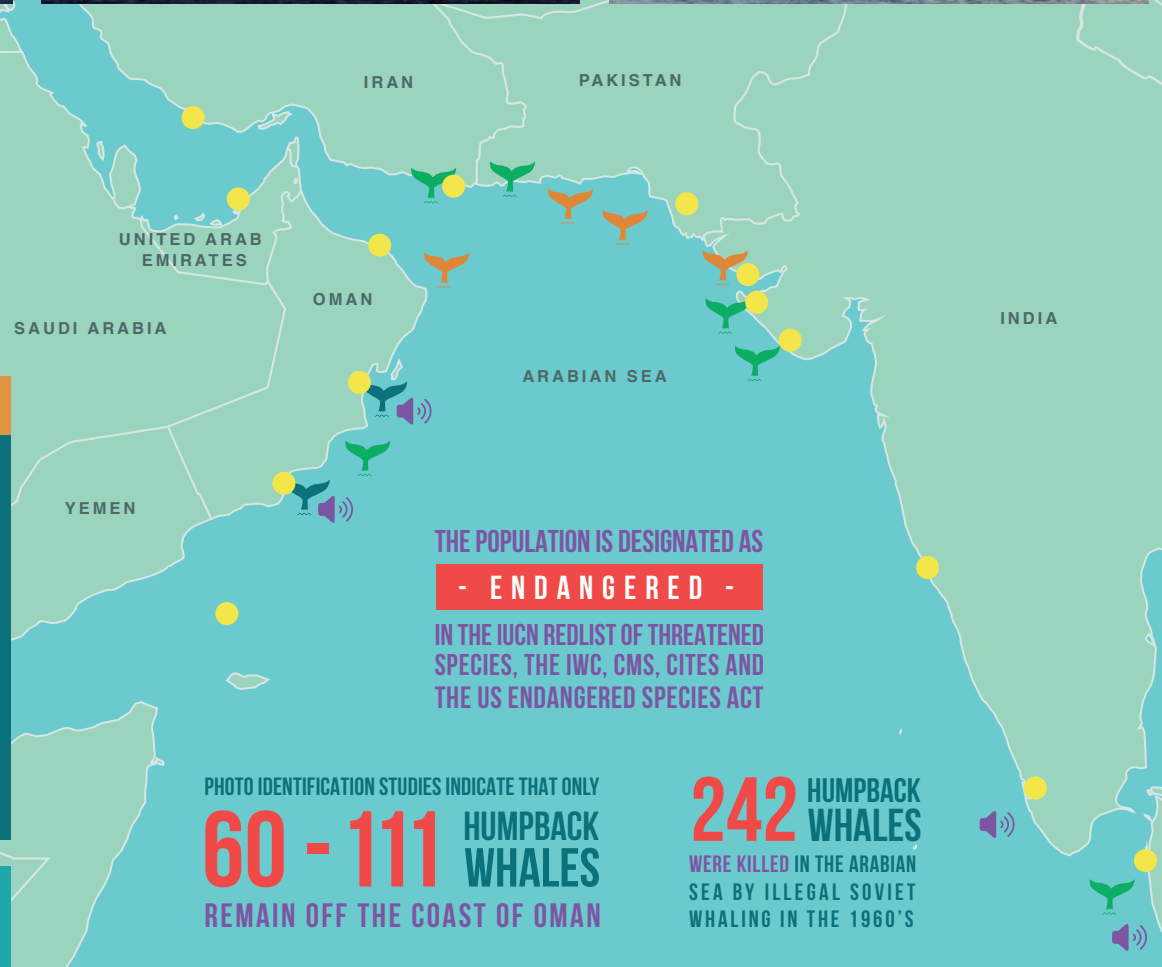 IRAN
PAKISTAN
UNITED ARAB
EMIRATES
OMAN
SAUDI ARABIA
INDIA
ARABIAN SEA
YEMEN
THE POPULATION IS DESIGNATED AS
- ENDANGERED -
IN THE IUCN REDLIST OF THREATENED
SPECIES, THE IWC, CMS, CITES AND
THE US ENDANGERED SPECIES ACT
PHOTO IDENTIFICATION STUDIES INDICATE THAT ONLY
60 - 111 HUMPBACK
WHALES
REMAIN OFF THE COAST OF OMAN
242 HUMPBACK
WHALES
WERE KILLED IN THE ARABIAN
SEA BY ILLEGAL SOVIET
WHALING IN THE 1960'S